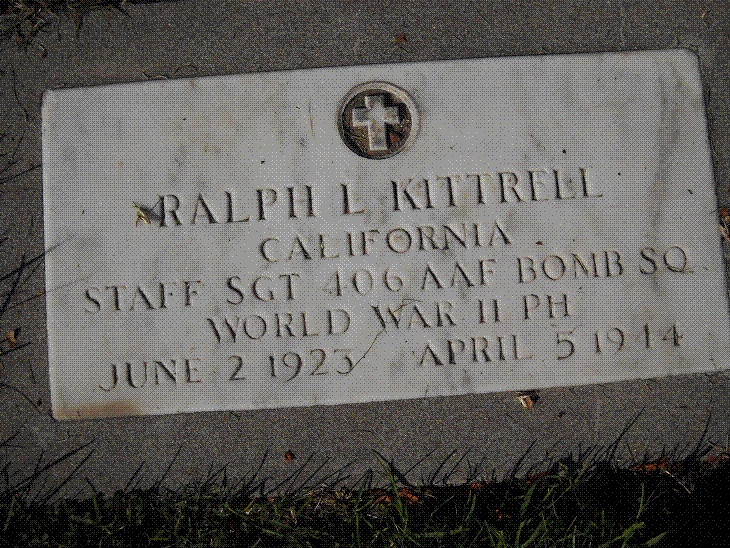 RALPH L KITTRELL
CALIFORNIA
STAFF SGT 406 AAF BOMB SQ
WORLD WAR II PH
JUNE 2 1923 APRIL 5 1944